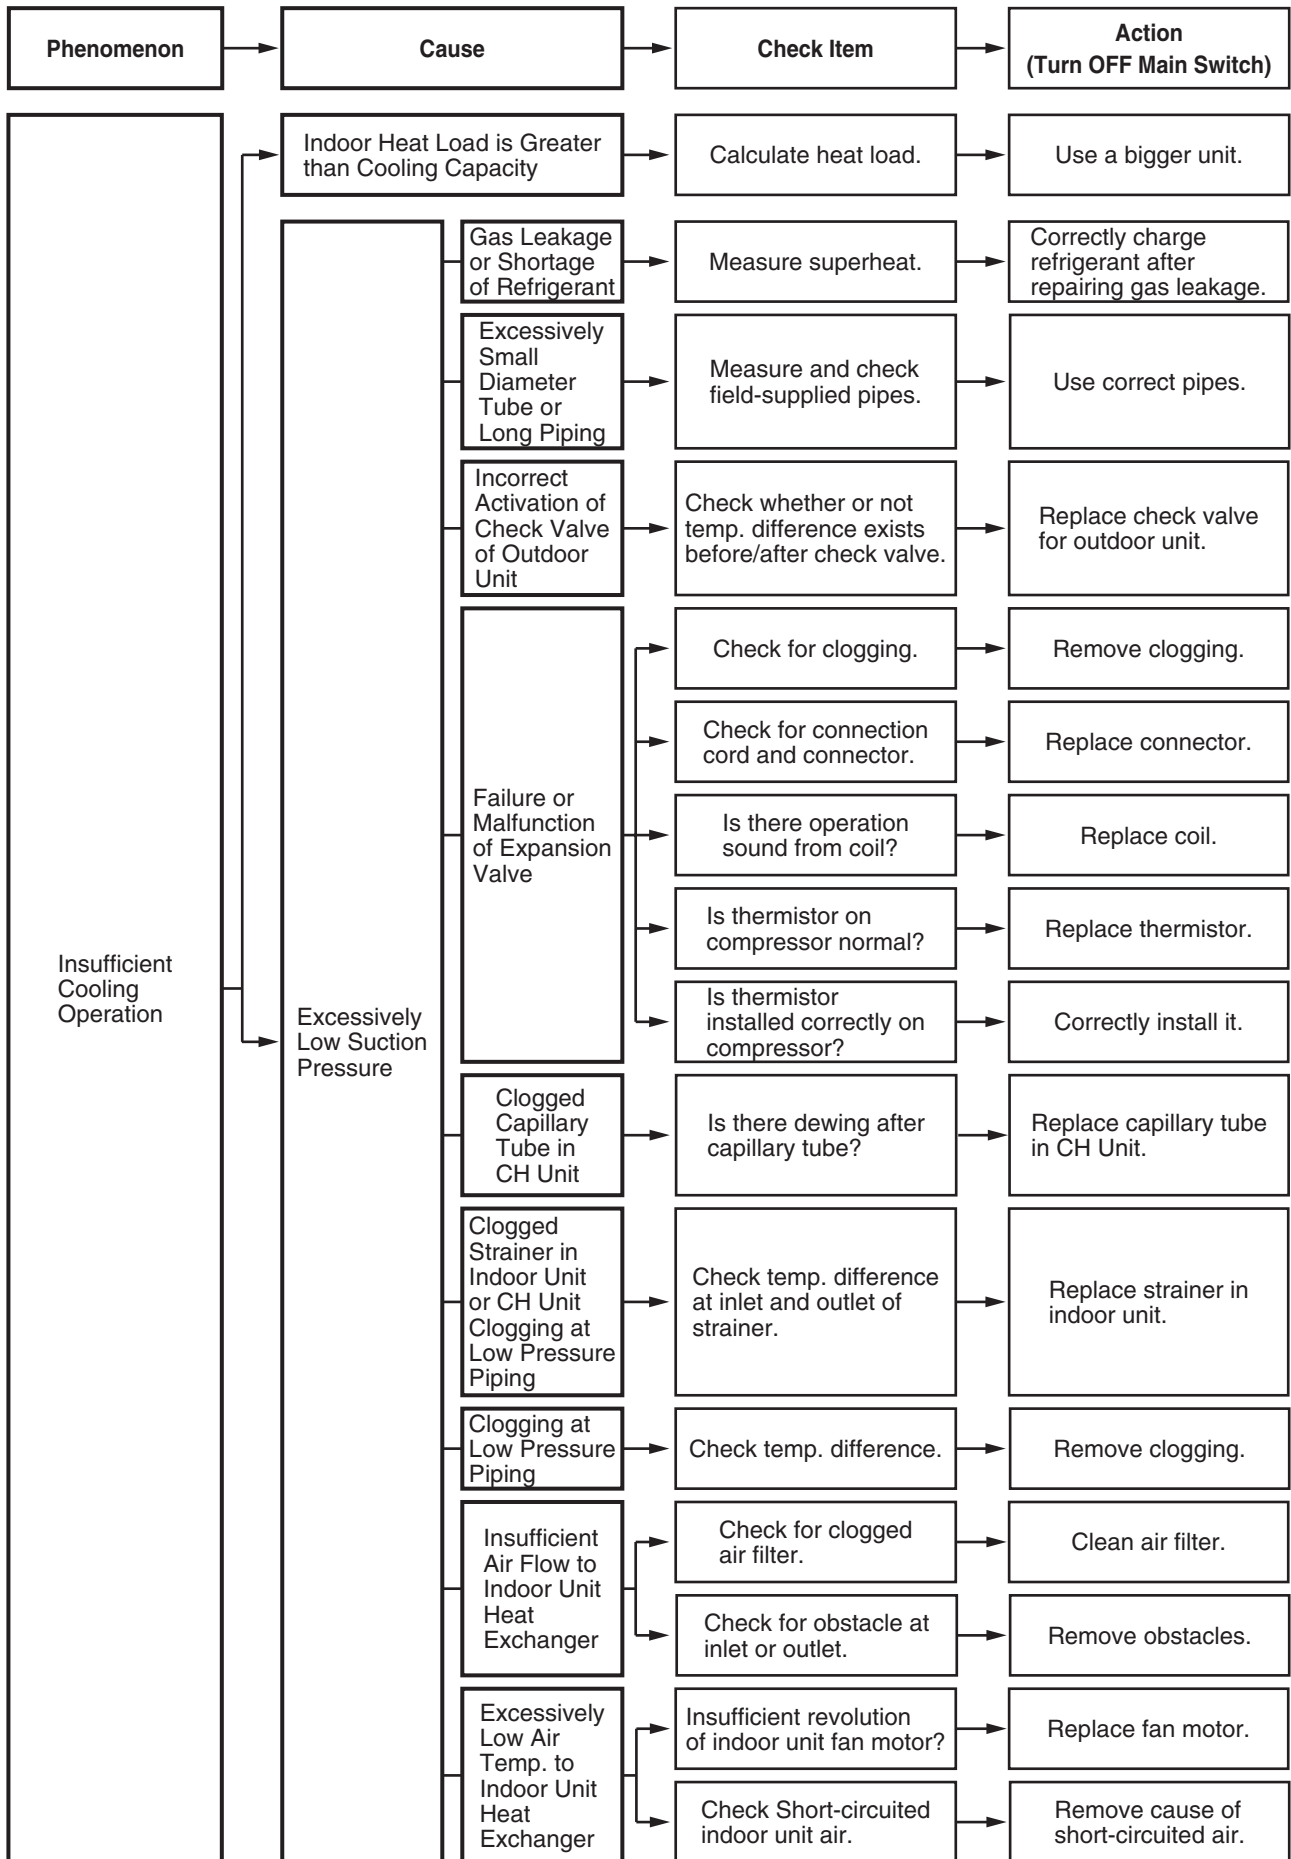 Phenomenon
Cause
Check Item
Action
(Turn OFF Main Switch)
Insufficient
Cooling
Operation
Indoor Heat Load is Greater
than Cooling Capacity
Calculate heat load.
Use a bigger unit.
Excessively
Low Suction
Pressure
Gas Leakage
or Shortage
of Refrigerant
Measure superheat.
Correctly charge
refrigerant after
repairing gas leakage.
Excessively
Small
Diameter
Tube or
Long Piping
Measure and check
field-supplied pipes.
Use correct pipes.
Incorrect
Activation of
Check Valve
of Outdoor
Unit
Check whether or not
temp. difference exists
before/after check valve.
Replace check valve
for outdoor unit.
Failure or
Malfunction
of Expansion
Valve
Check for clogging.
Remove clogging.
Check for connection
cord and connector.
Replace connector.
Is there operation
sound from coil?
Replace coil.
Is thermistor on
compressor normal?
Replace thermistor.
Is thermistor
installed correctly on
compressor?
Correctly install it.
Clogged
Capillary
Tube in
CH Unit
Is there dewing after
capillary tube?
Replace capillary tube
in CH Unit.
Clogged
Strainer in
Indoor Unit
or CH Unit
Clogging at
Low Pressure
Piping
Check temp. difference
at inlet and outlet of
strainer.
Replace strainer in
indoor unit.
Clogging at
Low Pressure
Piping
Check temp. difference.
Remove clogging.
Insufficient
Air Flow to
Indoor Unit
Heat
Exchanger
Check for clogged
air filter.
Clean air filter.
Check for obstacle at
inlet or outlet.
Remove obstacles.
Excessively
Low Air
Temp. to
Indoor Unit
Heat
Exchanger
Insufficient revolution
of indoor unit fan motor?
Replace fan motor.
Check Short-circuited
indoor unit air.
Remove cause of
short-circuited air.